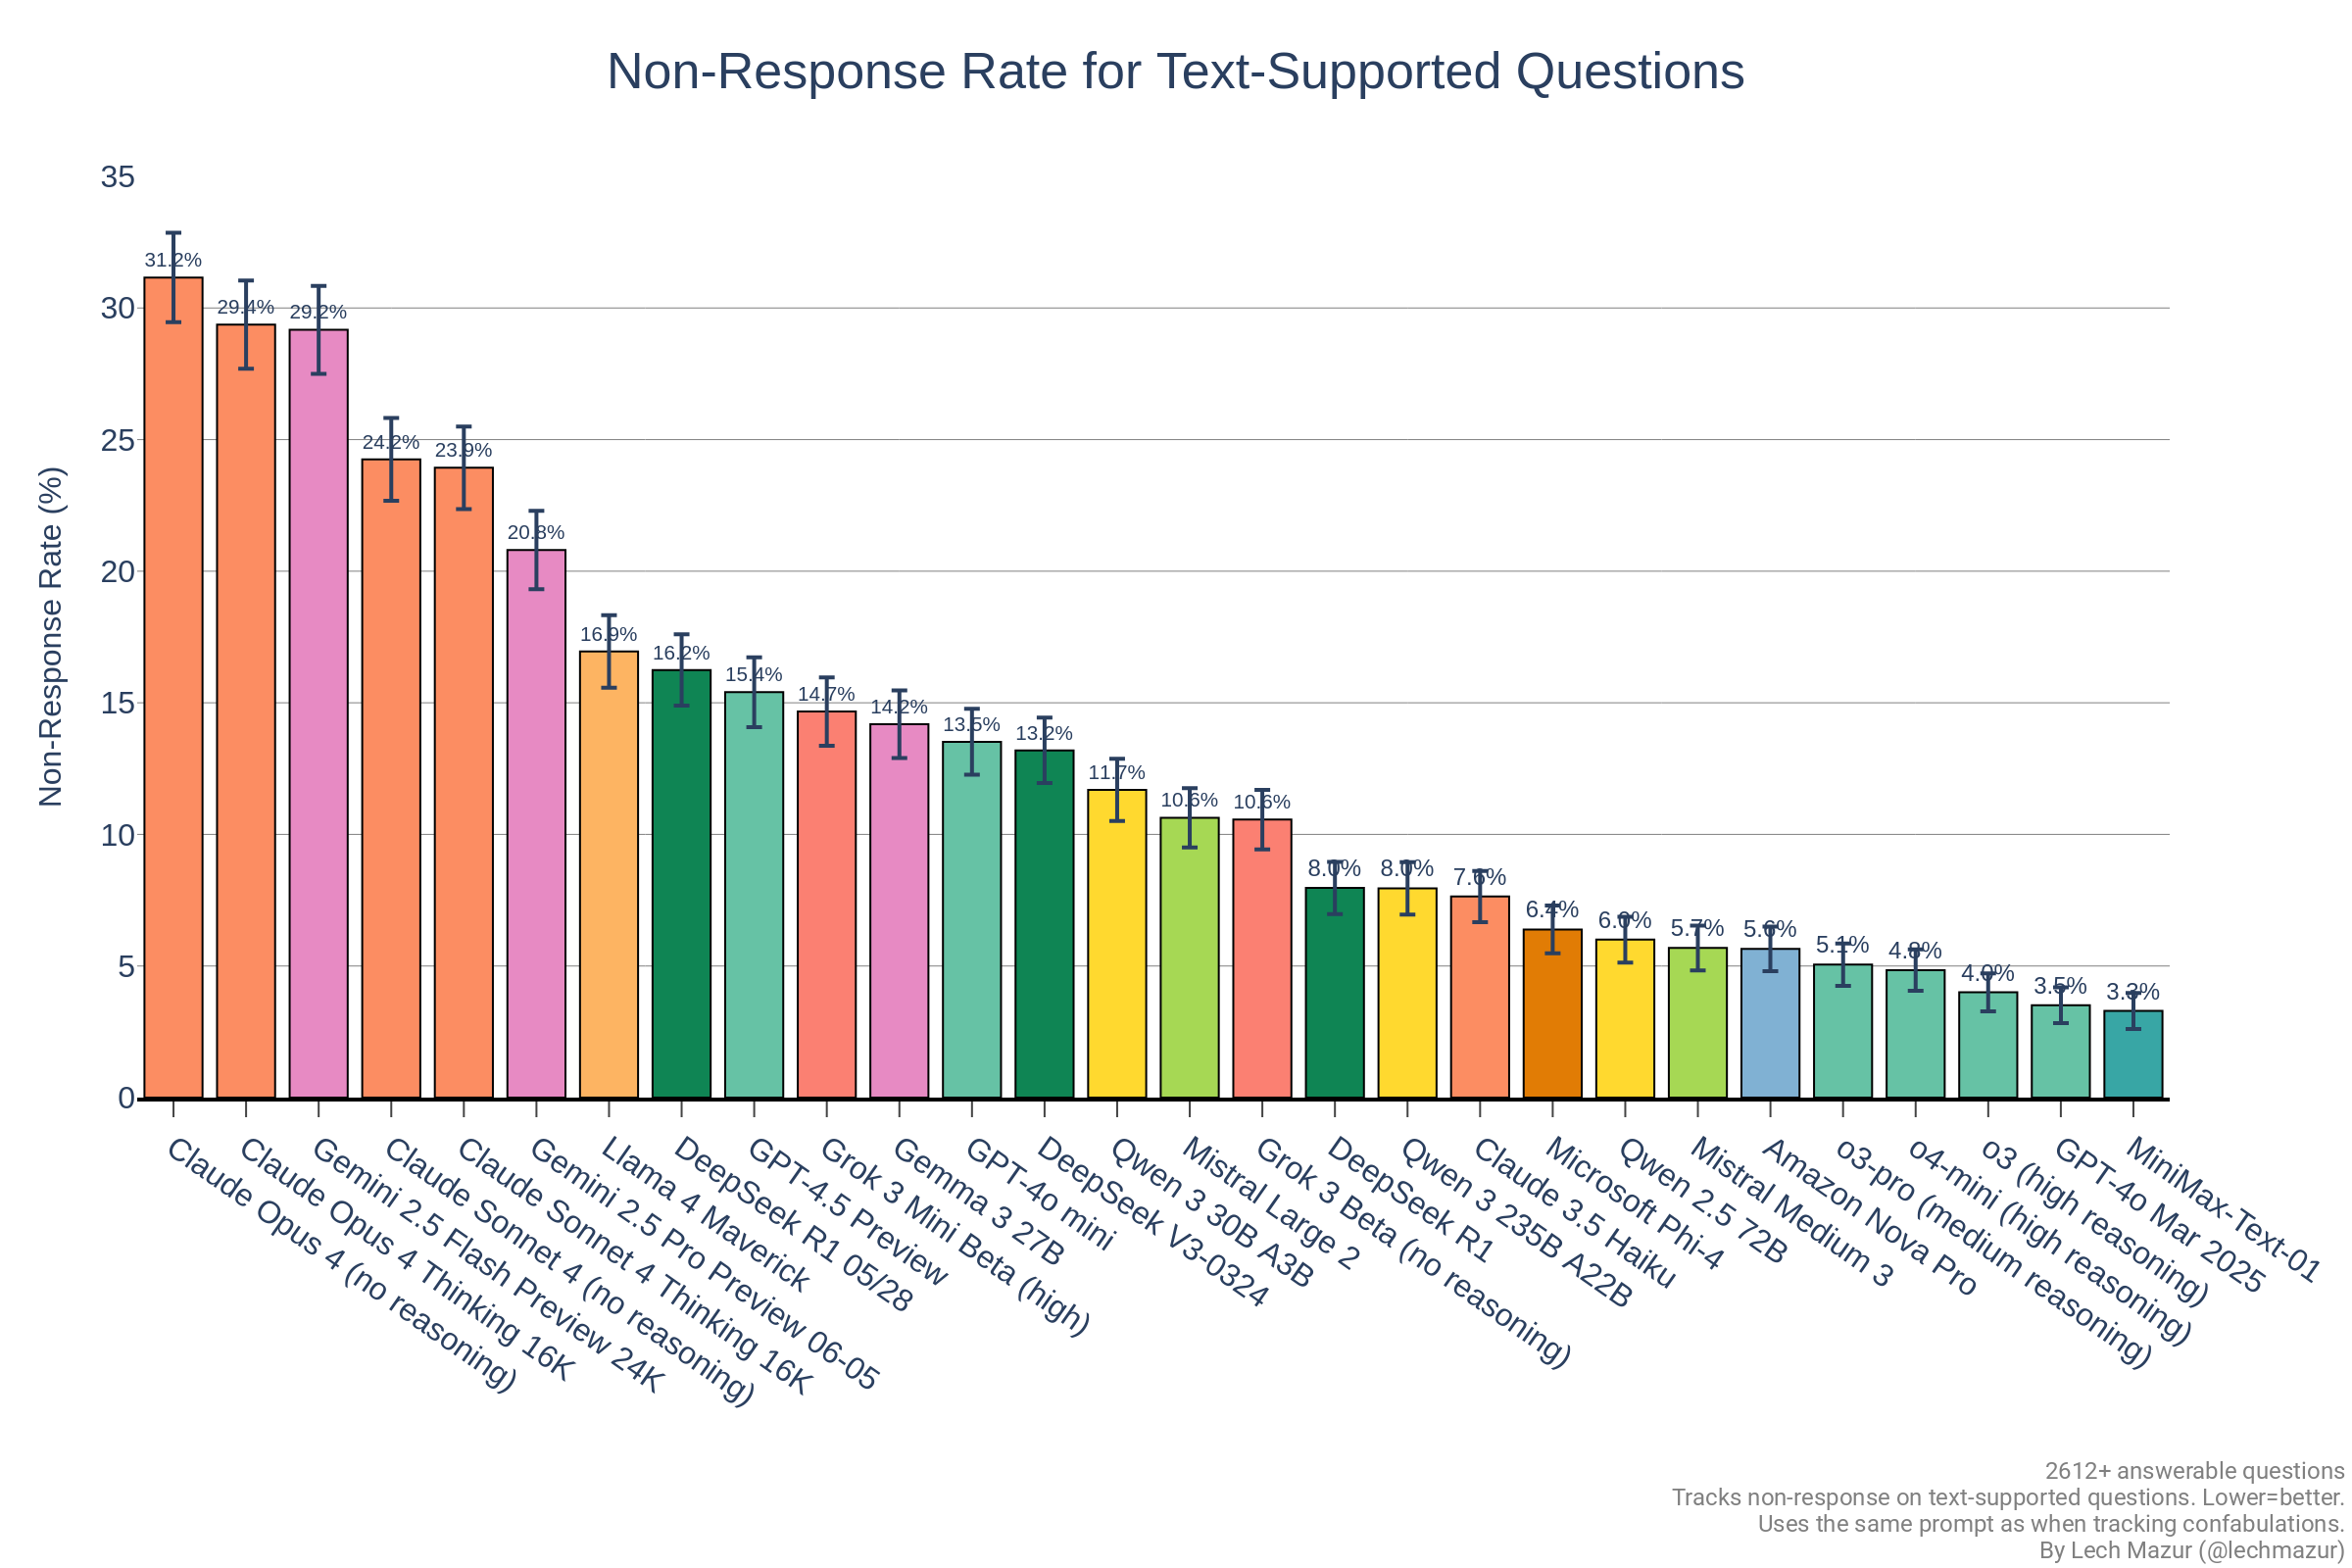 Non-Response Rate for Text-Supported Questions
Non-Response Rate (%)
35
30
25
20
15
10
5
0
31.2%
29.4%
29.2%
24.2%
23.9%
20.8%
16.9%
16.2%
15.4%
14.7%
14.2%
13.5%
13.2%
11.7%
10.6%
10.6%
8.0%
8.0%
7.6%
6.4%
6.0%
5.7%
5.6%
5.1%
4.8%
4.0%
3.5%
3.3%
Claude Opus 4 (no reasoning)
Claude Opus 4 Thinking 16K
Gemini 2.5 Flash Preview 24K
Claude Sonnet 4 (no reasoning)
Claude Sonnet 4 Thinking 16K
Gemini 2.5 Pro Preview 06-05
Llama 4 Maverick
DeepSeek R1 05/28
GPT-4.5 Preview
Grok 3 Mini Beta (high)
Gemma 3 27B
GPT-4o mini
DeepSeek V3-0324
Qwen 3 30B A3B
Mistral Large 2
Grok 3 Beta (no reasoning)
DeepSeek R1
Qwen 3 235B A22B
Claude 3.5 Haiku
Microsoft Phi-4
Qwen 2.5 72B
Mistral Medium 3
Amazon Nova Pro
o3-pro (medium reasoning)
o4-mini (high reasoning)
o3 (high reasoning)
GPT-4o Mar 2025
MiniMax-Text-01
2612+ answerable questions
Tracks non-response on text-supported questions. Lower=better.
Uses the same prompt as when tracking confabulations.
By Lech Mazur (@lechmazur)